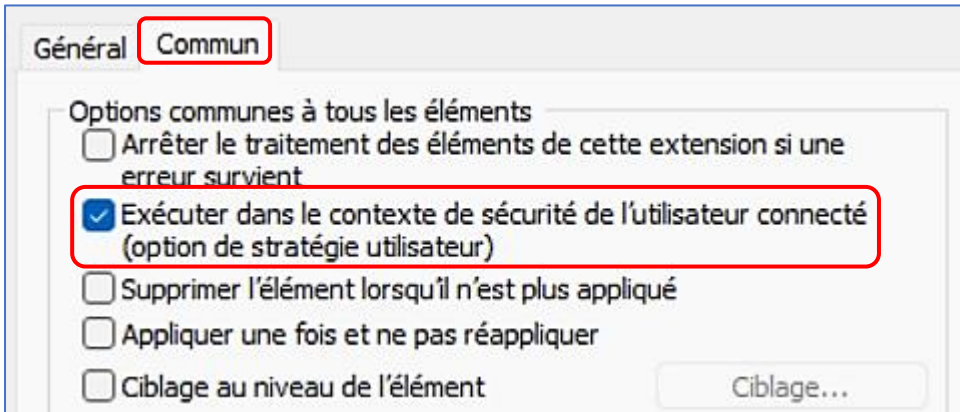 Général Commun
Options communes à tous les éléments
Arrêter le traitement des éléments de cette extension si une
erreur survient
Exécuter dans le contexte de sécurité de l'utilisateur connecté
(option de stratégie utilisateur)
Supprimer l'élément lorsqu'il n'est plus appliqué
Appliquer une fois et ne pas réappliquer
Ciblage au niveau de l'élément Ciblage...